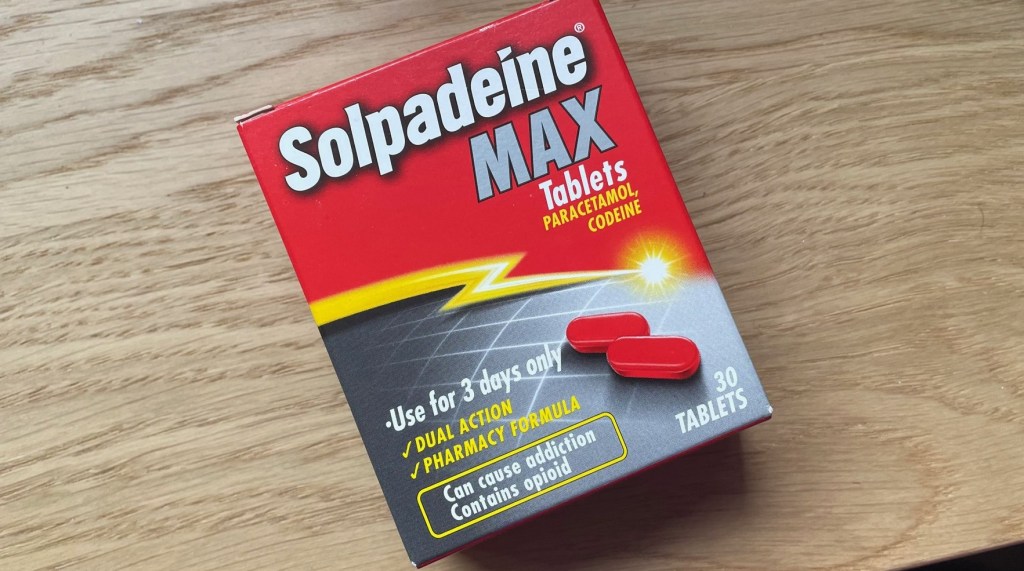 Solpadeine®
MAX
Tablets
PARACETAMOL,
CODEINE
•Use for 3 days only
✓DUAL ACTION
✓PHARMACY FORMULA
Can cause addiction
Contains opioid
30
TABLETS